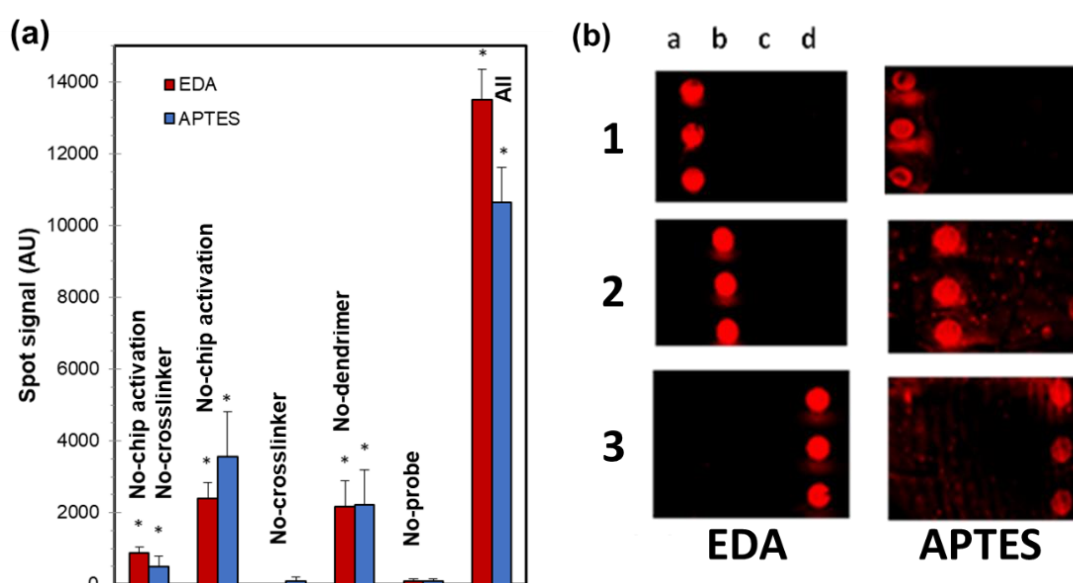 (a)
Spot signal (AU)
14000
12000
10000
8000
6000
4000
2000
0
EDA
APTES
No-chip activation
No-crosslinker
*
*
No-chip activation
*
*
No-crosslinker
No-dendrimer
*
*
No-probe
All
*
*
(b)
a b c d
1
2
3
EDA APTES